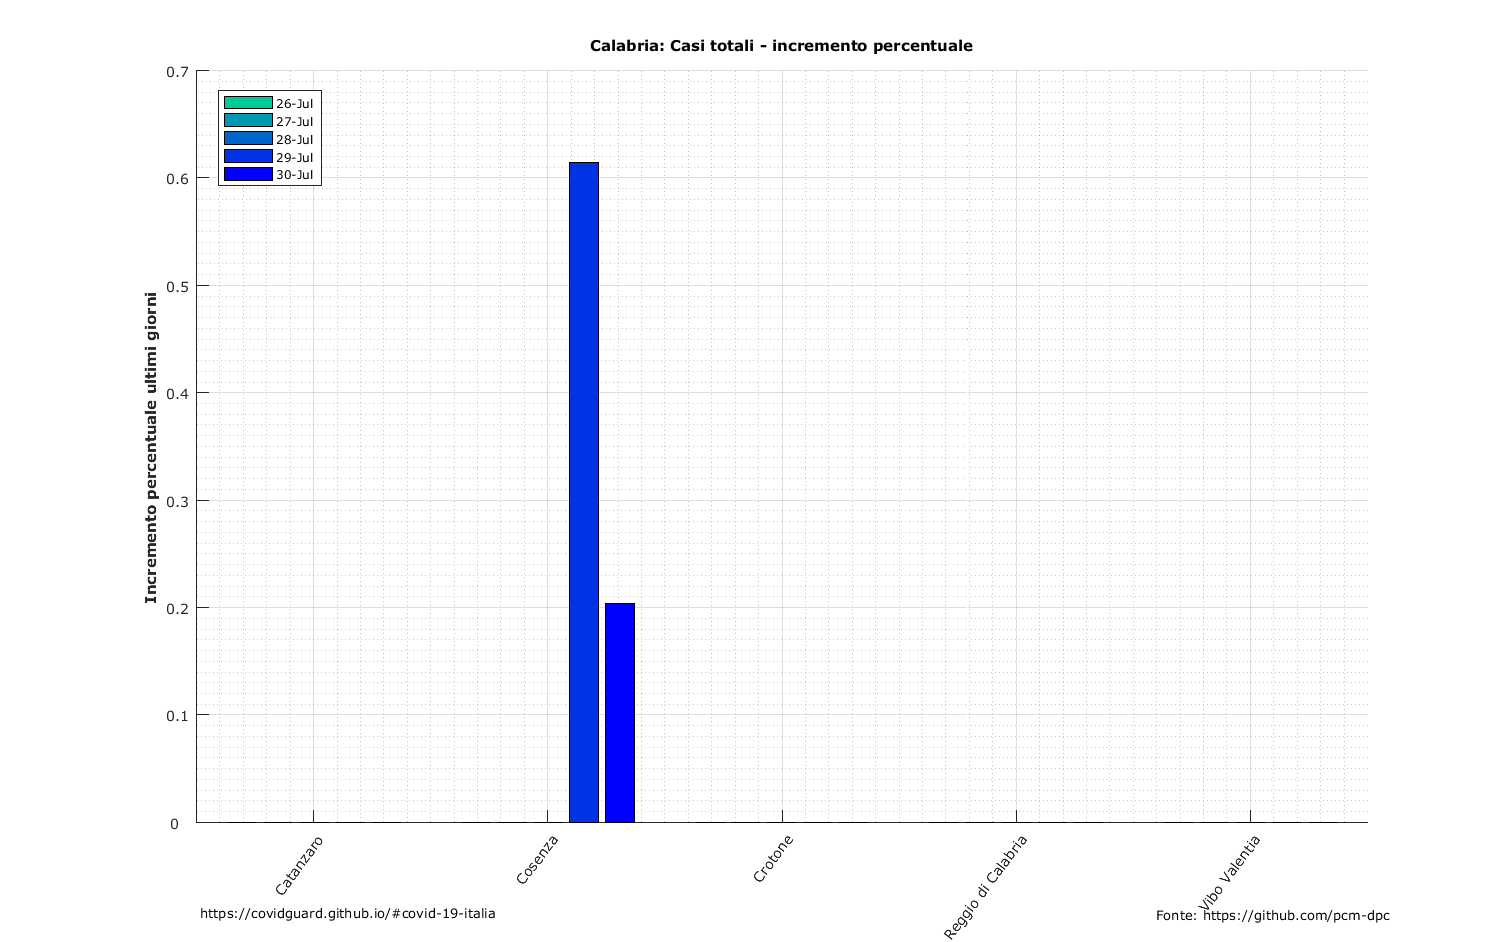 Calabria: Casi totali - incremento percentuale
0.7
0.6
0.5
0.4
0.3
0.2
0.1
0
Incremento percentuale ultimi giorni
26-Jul
27-Jul
28-Jul
29-Jul
30-Jul
Catanzaro
Cosenza
Crotone
Reggio di Calabria
Vibo Valentia
https://covidguard.github.io/#covid-19-italia
Fonte: https://github.com/pcm-dpc